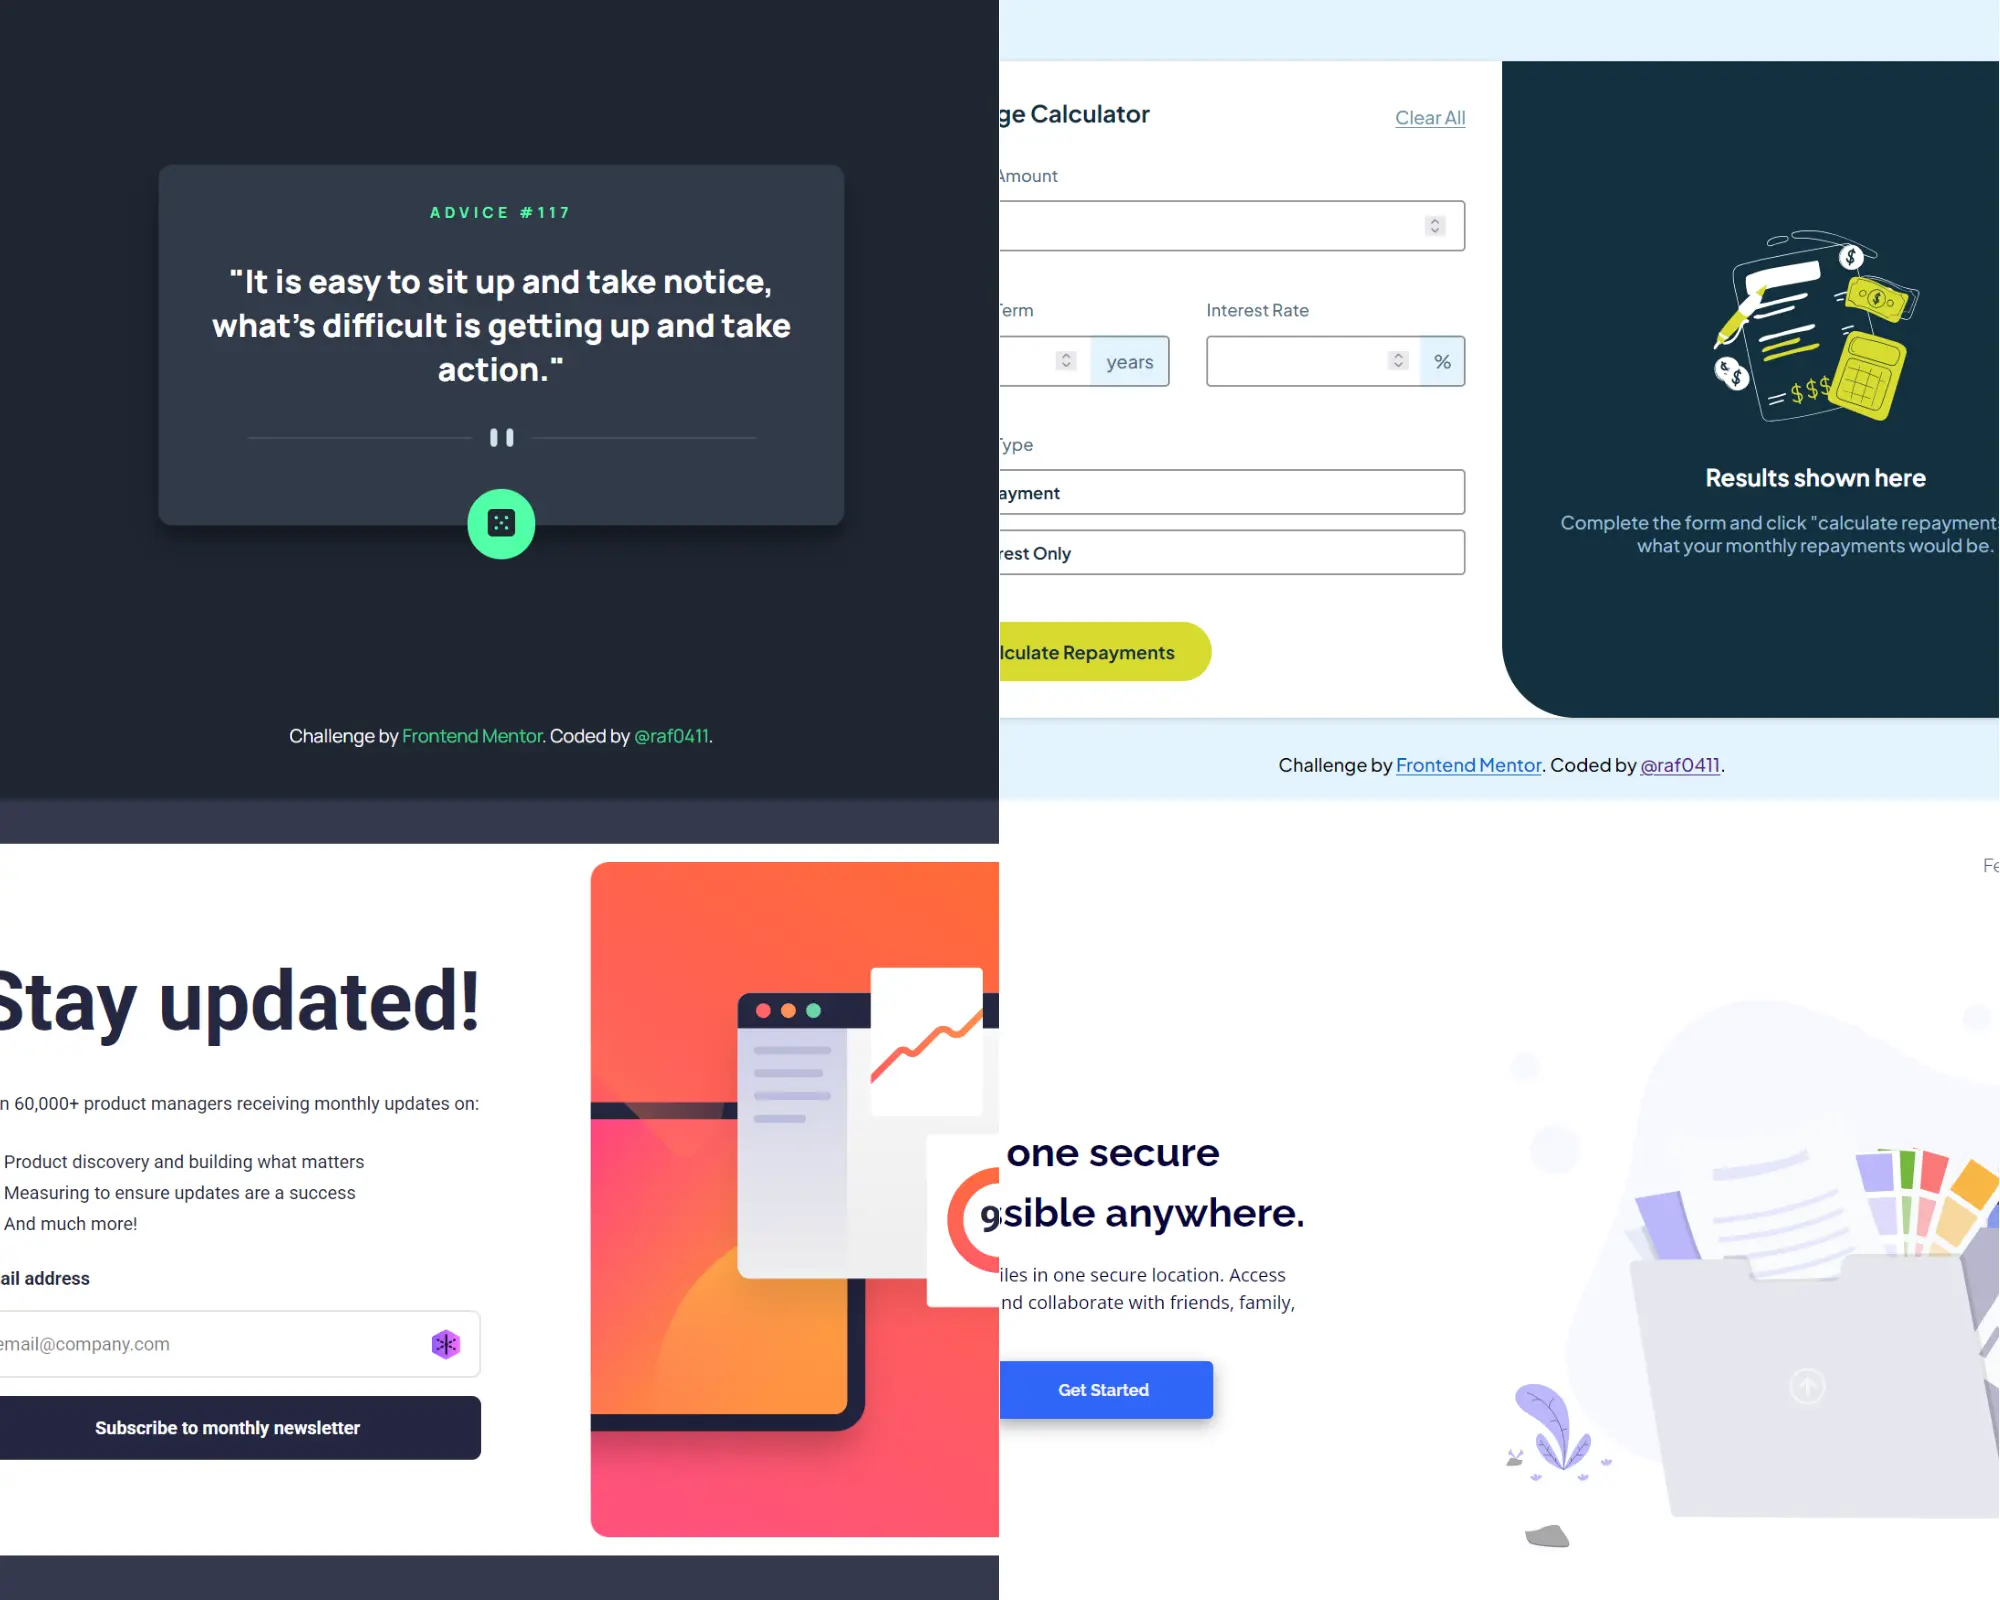 ADVICE #117
"It is easy to sit up and take notice,
what's difficult is getting up and take
action."
Challenge by Frontend Mentor. Coded by @raf0411.
ge Calculator
Clear All
Amount
Term
Interest Rate
years
%
Type
ayment
rest Only
lculate Repayments
Results shown here
Complete the form and click "calculate repayments
what your monthly repayments would be.
Challenge by Frontend Mentor. Coded by @raf0411.
Stay updated!
n 60,000+ product managers receiving monthly updates on:
Product discovery and building what matters
Measuring to ensure updates are a success
And much more!
ail address
email@company.com
Subscribe to monthly newsletter
9
Fe
one secure
ssible anywhere.
iles in one secure location. Access
nd collaborate with friends, family,
Get Started